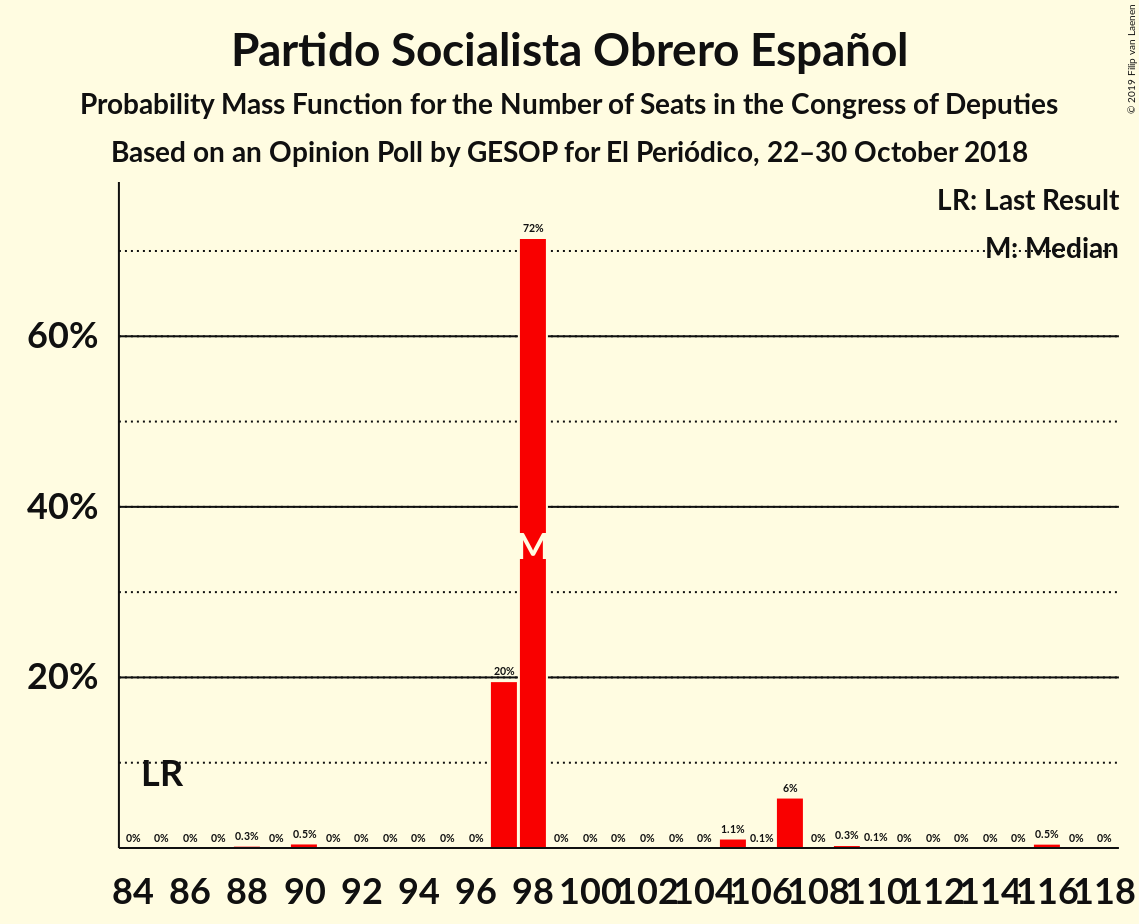 Partido Socialista Obrero Español
Probability Mass Function for the Number of Seats in the Congress of Deputies
Based on an Opinion Poll by GESOP for El Periódico, 22–30 October 2018
© 2019 Filip van Laenen
LR: Last Result
M: Median
60%
40%
20%
LR
M
0% 0% 0% 0% 0.3% 0% 0.5% 0% 0% 0% 0% 0% 0% 20% 72% 0% 0% 0% 0% 0% 0% 1.1% 0.1% 6% 0% 0.3% 0.1% 0% 0% 0% 0% 0% 0.5% 0% 0%
84 86 88 90 92 94 96 98 100 102 104 106 108 110 112 114 116 118